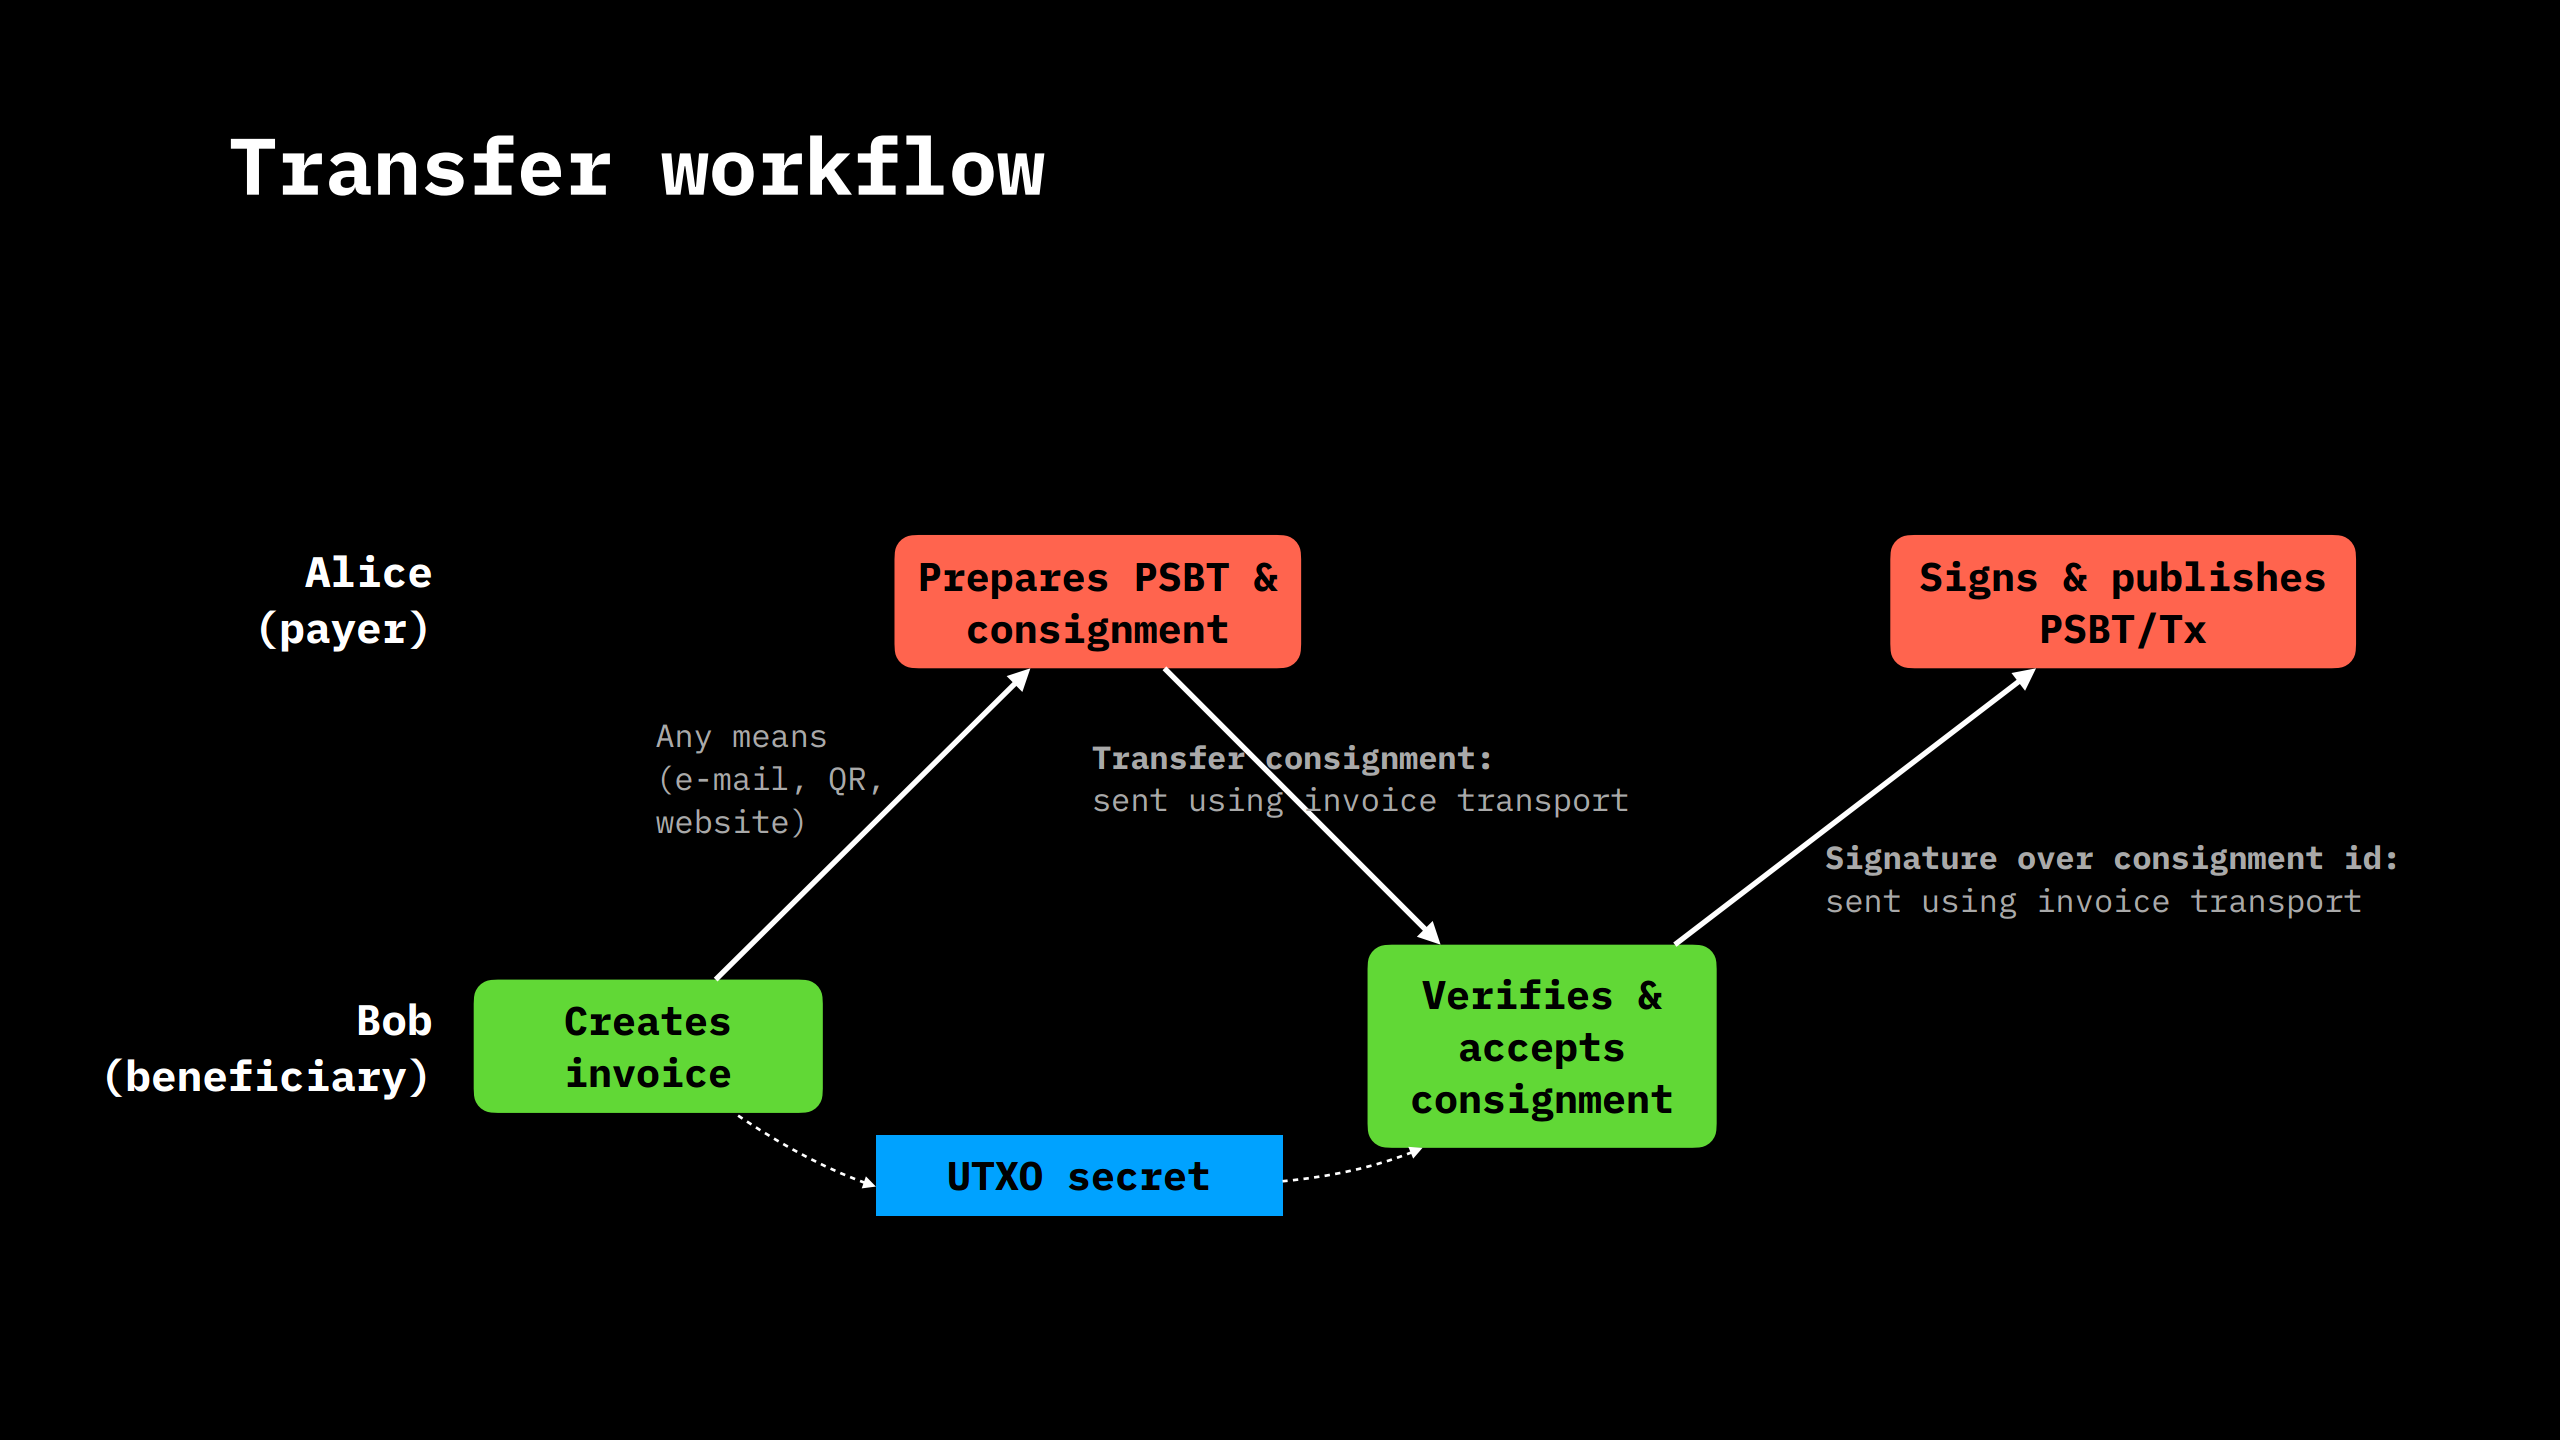 Transfer workflow
Alice
(payer)
Prepares PSBT &
consignment
Signs & publishes
PSBT/Tx
Any means
(e-mail, QR,
website)
Transfer consignment:
sent using invoice transport
Signature over consignment id:
sent using invoice transport
Bob
(beneficiary)
Creates
invoice
Verifies &
accepts
consignment
UTXO secret